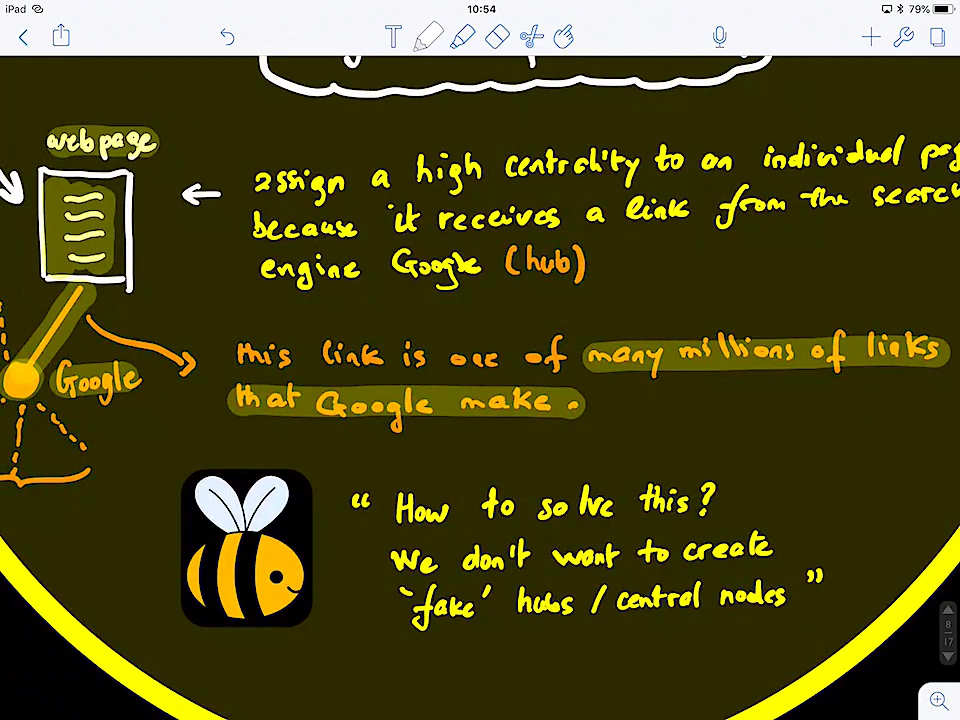 iPad
10:54
79%
webpage
assign a high centrality to an individual pag
because it receives a link from the search
engine Google (hub)
this link is one of many millions of links
that Google make.
Google
“ How to solve this?
We don't want to create
‘fake’ hubs / central nodes ”
8
17